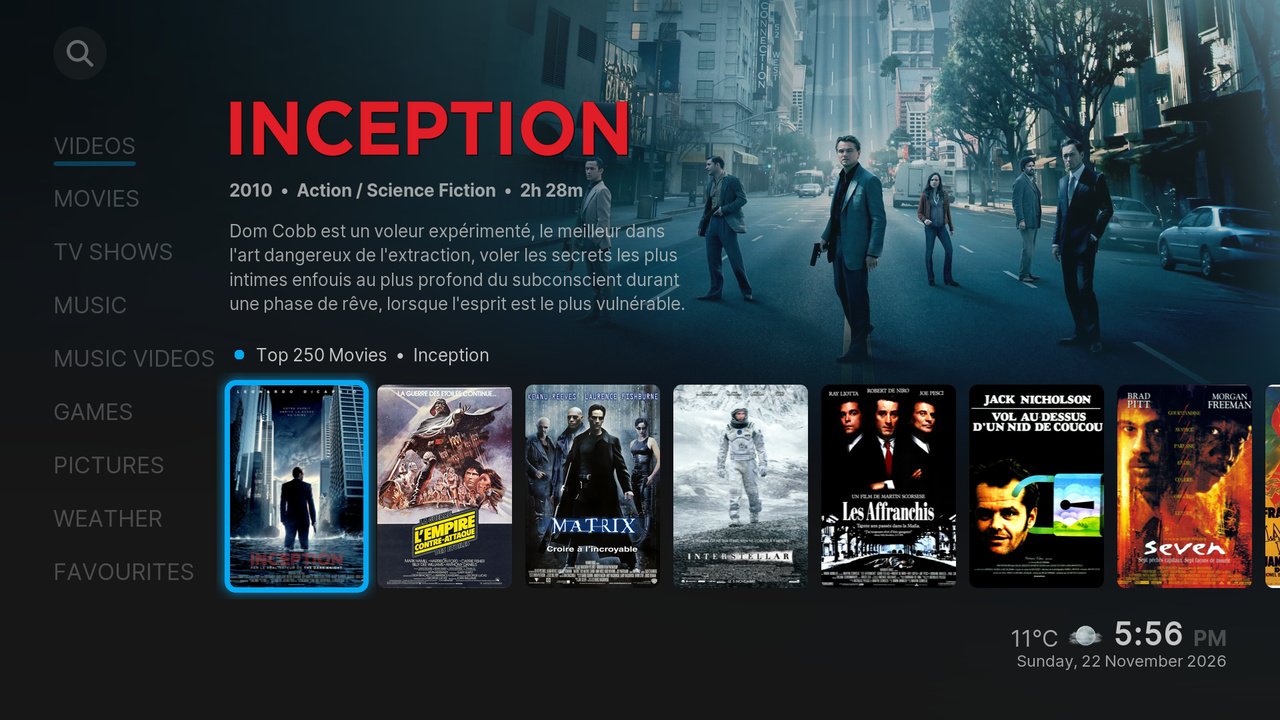 VIDEOS
MOVIES
TV SHOWS
MUSIC
MUSIC VIDEOS
GAMES
PICTURES
WEATHER
FAVOURITES
INCEPTION
2010 • Action / Science Fiction • 2h 28m
Dom Cobb est un voleur expérimenté, le meilleur dans
l'art dangereux de l'extraction, voler les secrets les plus
intimes enfouis au plus profond du subconscient durant
une phase de rêve, lorsque l'esprit est le plus vulnérable.
Top 250 Movies • Inception
INCEPTION
LA GUERRE DES ETOILES CONTINUE...
L'EMPIRE
CONTRE-ATTAQUE
KEANU REEVES LAURENCE FISHBURNE
MATRIX
Croire à l'incroyable
INTERSTELLAR
RAY LIOTTA ROBERT DE NIRO JOE PESCI
UN FILM DE MARTIN SCORSESE
Les Affranchis
JACK NICHOLSON
VOL AU-DESSUS
D'UN NID DE COUCOU
BRAD
PITT
MORGAN
FREEMAN
seven
11°C 5:56 PM
Sunday, 22 November 2026